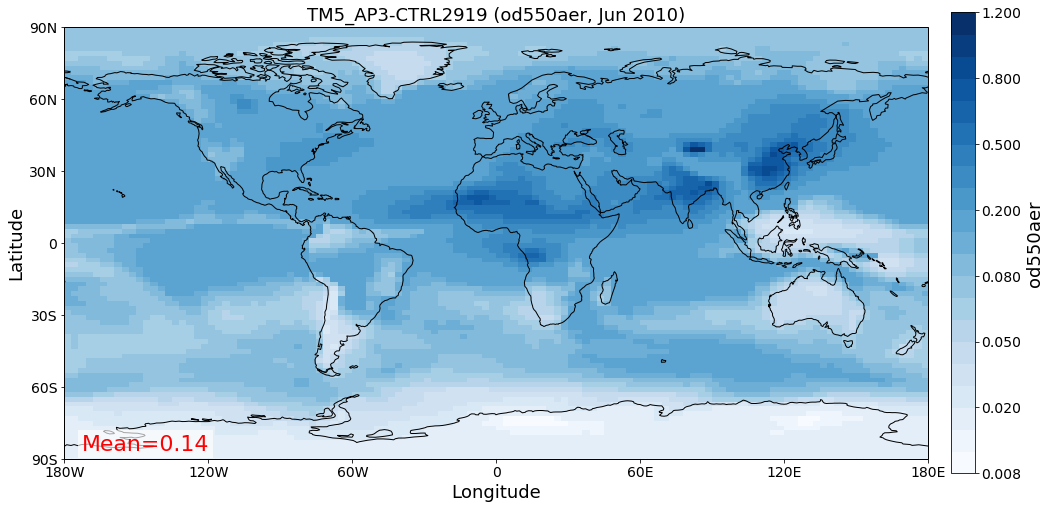 TM5_AP3-CTRL2919 (od550aer, Jun 2010)
90N
60N
30N
0
30S
60S
90S
Latitude
Mean=0.14
180W
120W
60W
0
60E
120E
180E
Longitude
1.200
0.800
0.500
0.200
0.080
0.050
0.020
0.008
od550aer